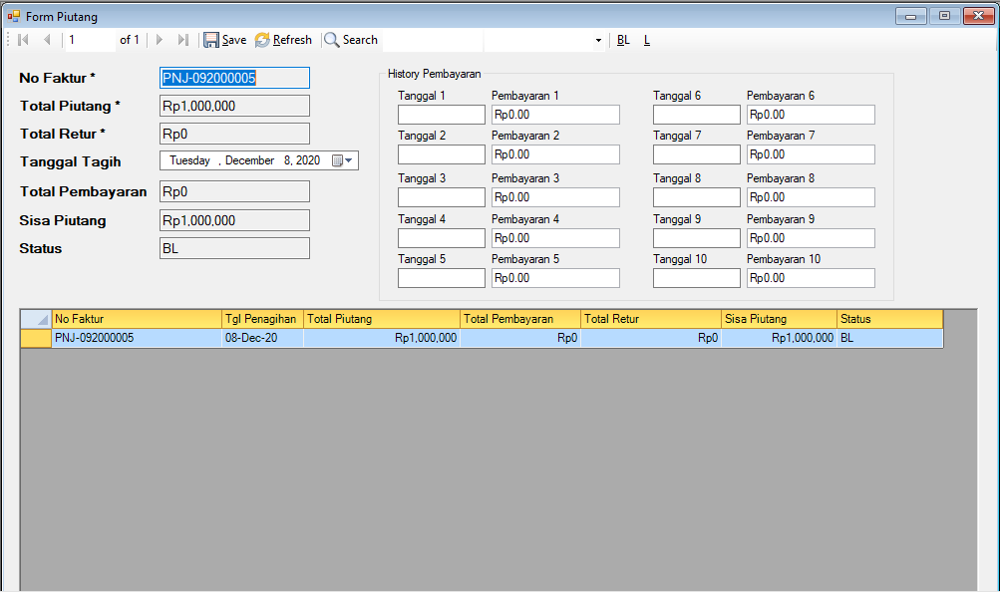 Form Piutang
1 of 1 Save Refresh Search BL L
No Faktur * PNJ-092000005
Total Piutang * Rp1,000,000
Total Retur * Rp0
Tanggal Tagih Tuesday , December 8, 2020
Total Pembayaran Rp0
Sisa Piutang Rp1,000,000
Status BL
History Pembayaran
Tanggal 1 Pembayaran 1 Tanggal 6 Pembayaran 6
Rp0.00 Rp0.00
Tanggal 2 Pembayaran 2 Tanggal 7 Pembayaran 7
Rp0.00 Rp0.00
Tanggal 3 Pembayaran 3 Tanggal 8 Pembayaran 8
Rp0.00 Rp0.00
Tanggal 4 Pembayaran 4 Tanggal 9 Pembayaran 9
Rp0.00 Rp0.00
Tanggal 5 Pembayaran 5 Tanggal 10 Pembayaran 10
Rp0.00 Rp0.00
No Faktur Tgl Penagihan Total Piutang Total Pembayaran Total Retur Sisa Piutang Status
PNJ-092000005 08-Dec-20 Rp1,000,000 Rp0 Rp0 Rp1,000,000 BL